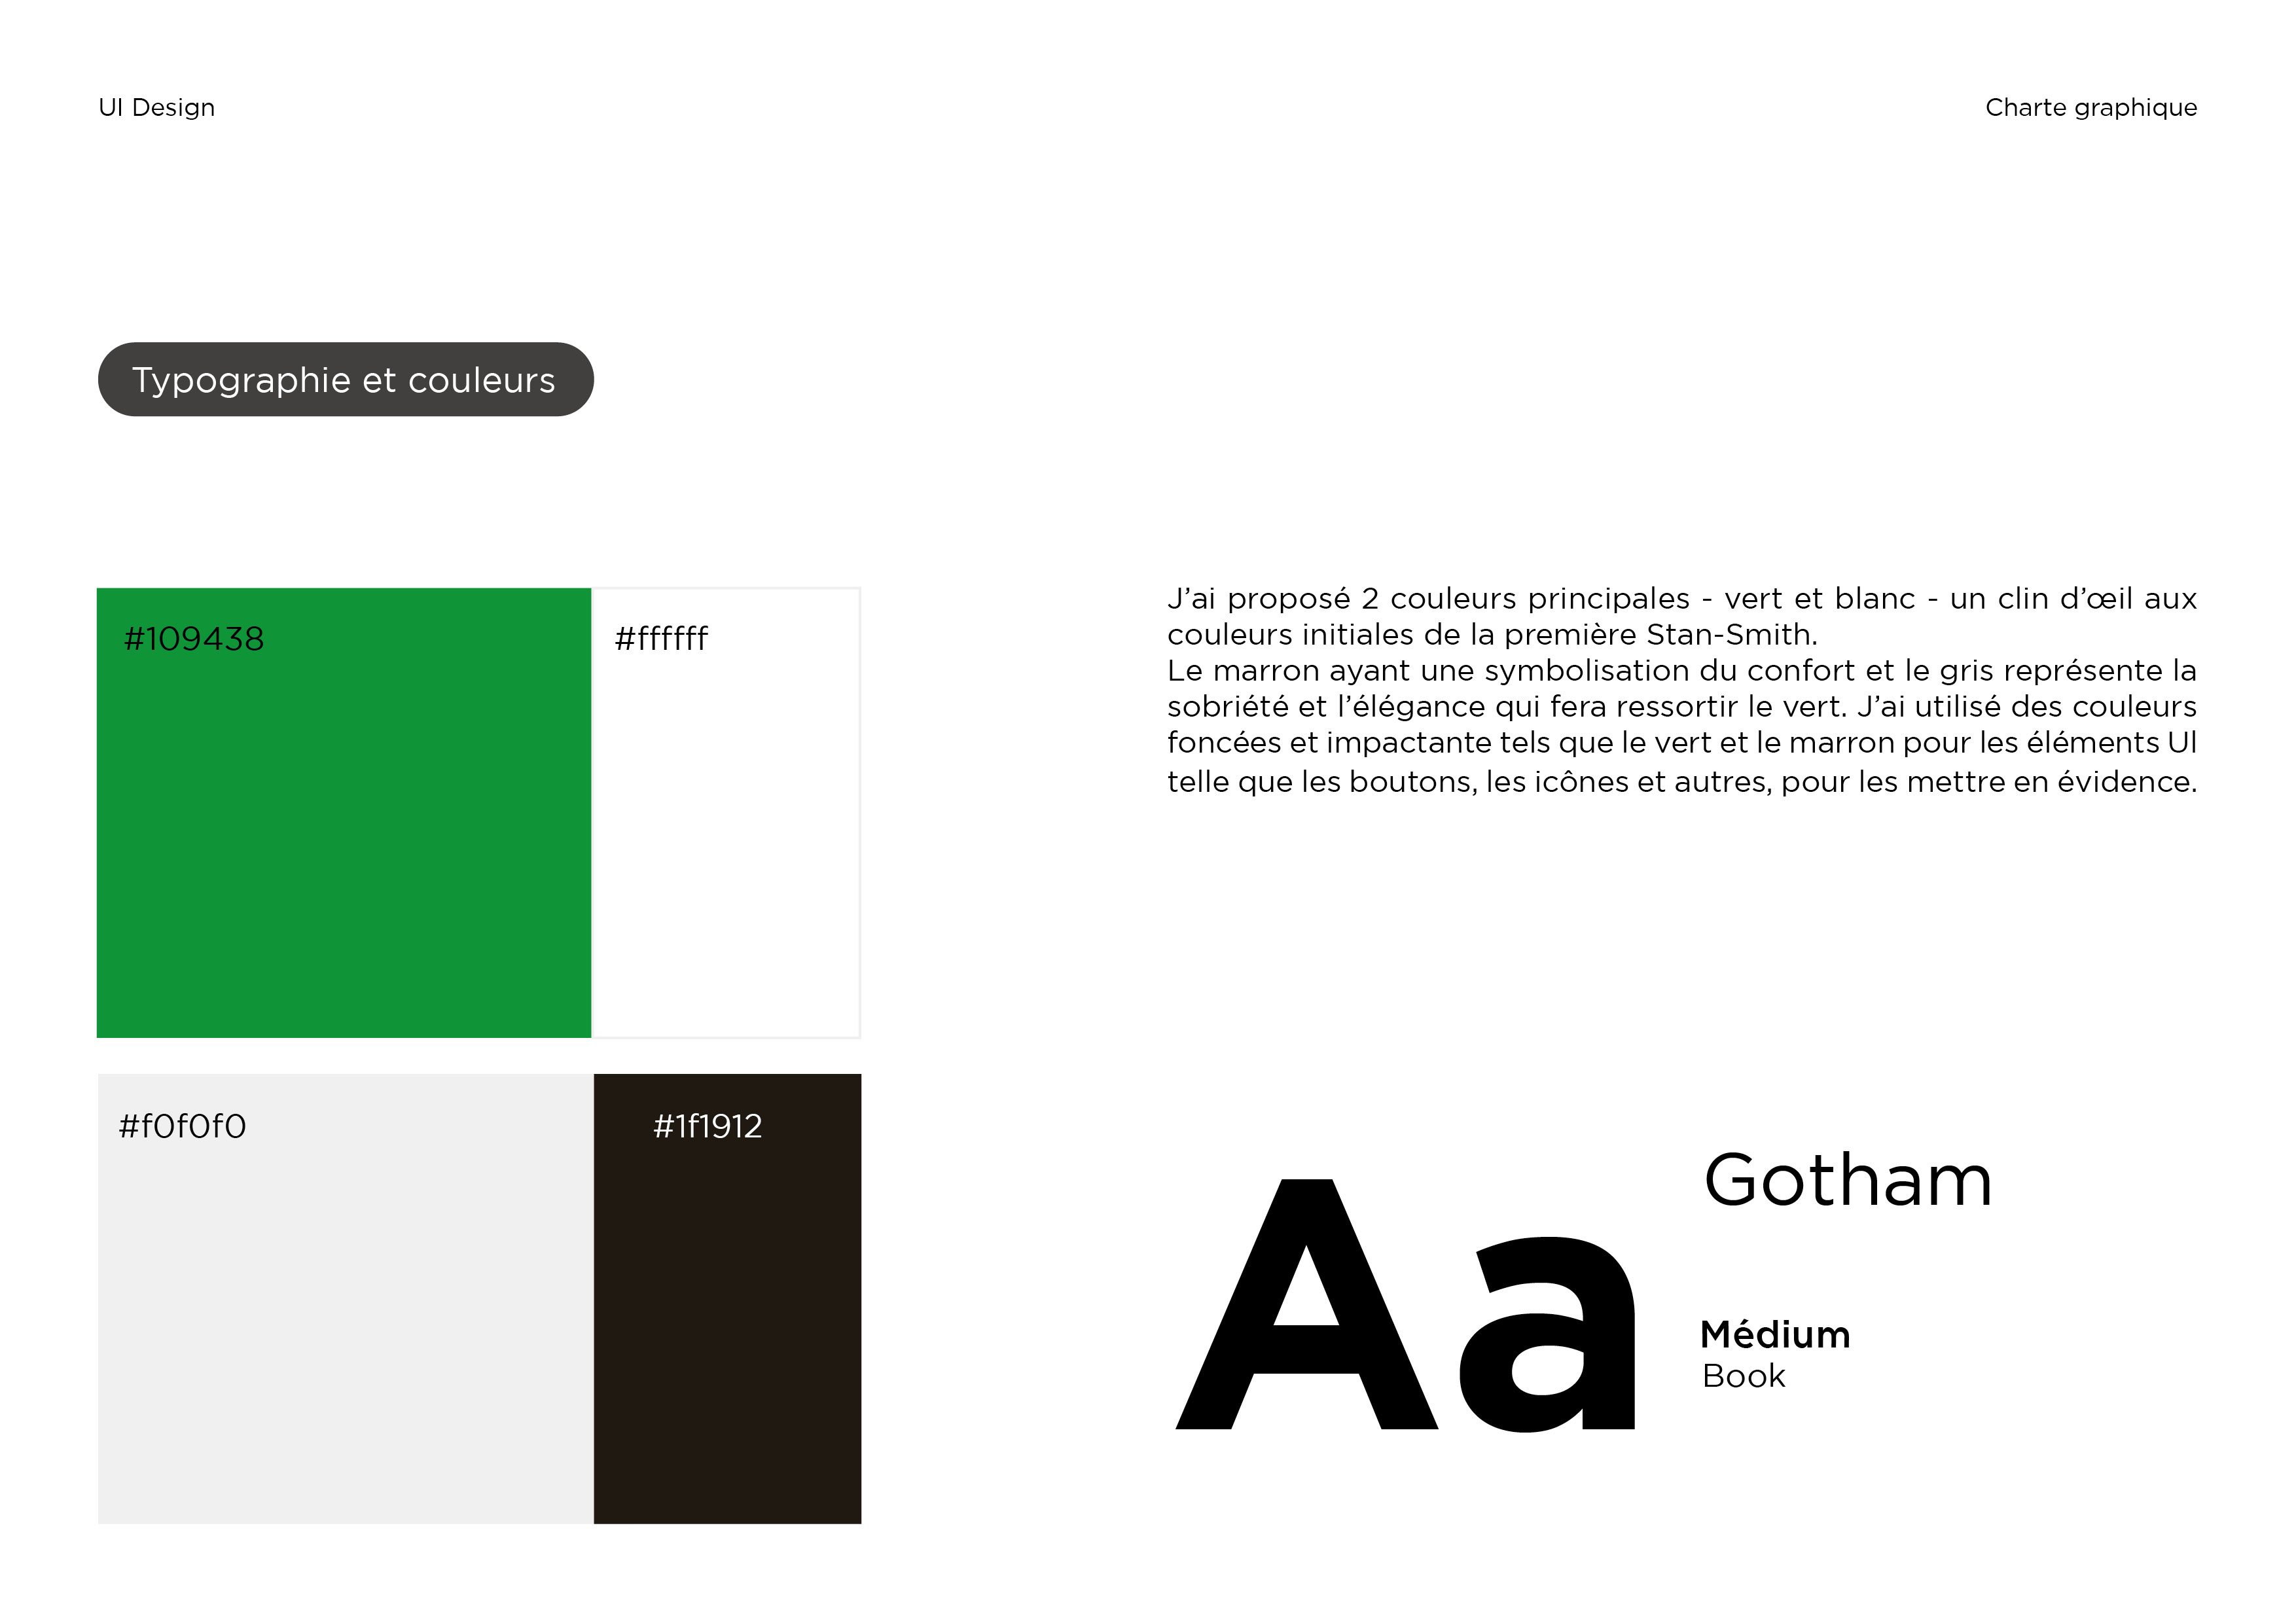 UI Design
Charte graphique
Typographie et couleurs
#109438
#ffffff
J’ai proposé 2 couleurs principales - vert et blanc - un clin d’œil aux
couleurs initiales de la première Stan-Smith.
Le marron ayant une symbolisation du confort et le gris représente la
sobriété et l’élégance qui fera ressortir le vert. J’ai utilisé des couleurs
foncées et impactante tels que le vert et le marron pour les éléments UI
telle que les boutons, les icônes et autres, pour les mettre en évidence.
#f0f0f0
#1f1912
Aa
Gotham
Médium
Book